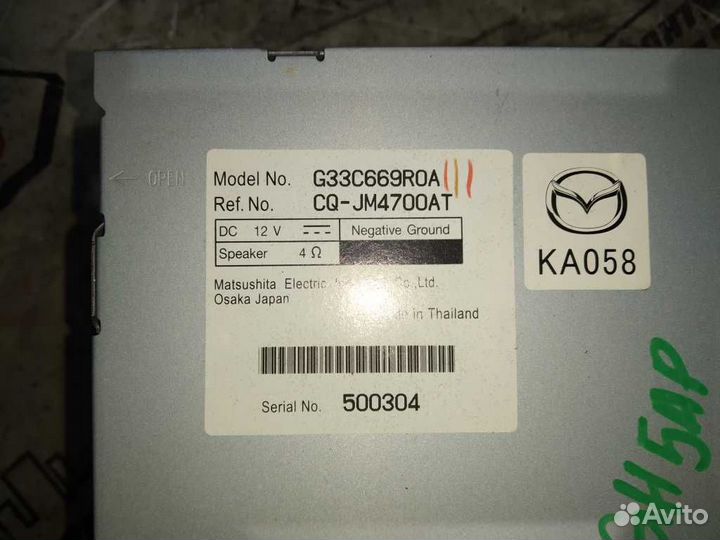 OPEN
Model No. G33C669R0A
Ref. No. CQ-JM4700AT
DC 12 V Negative Ground
Speaker 4 Ω
Matsushita Electric Co.,Ltd.
Osaka Japan
in Thailand
Serial No. 500304
KA058
5AP
Avito